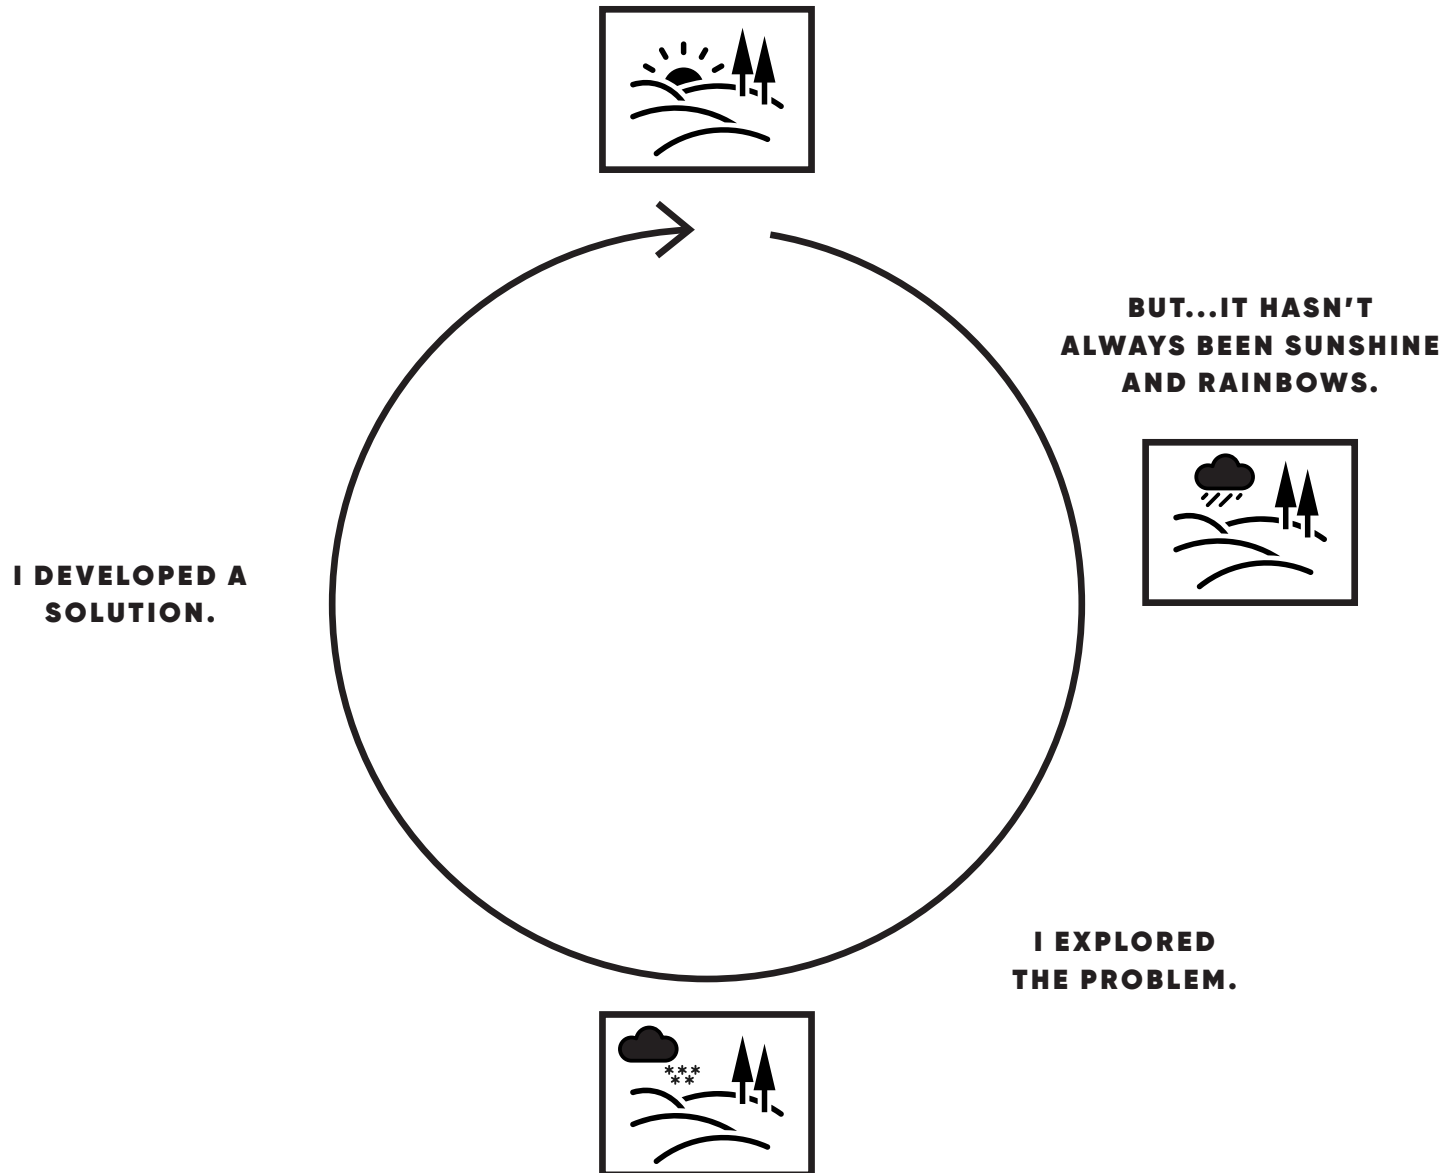 BUT...IT HASN'T
ALWAYS BEEN SUNSHINE
AND RAINBOWS.
I EXPLORED
THE PROBLEM.
I DEVELOPED A
SOLUTION.